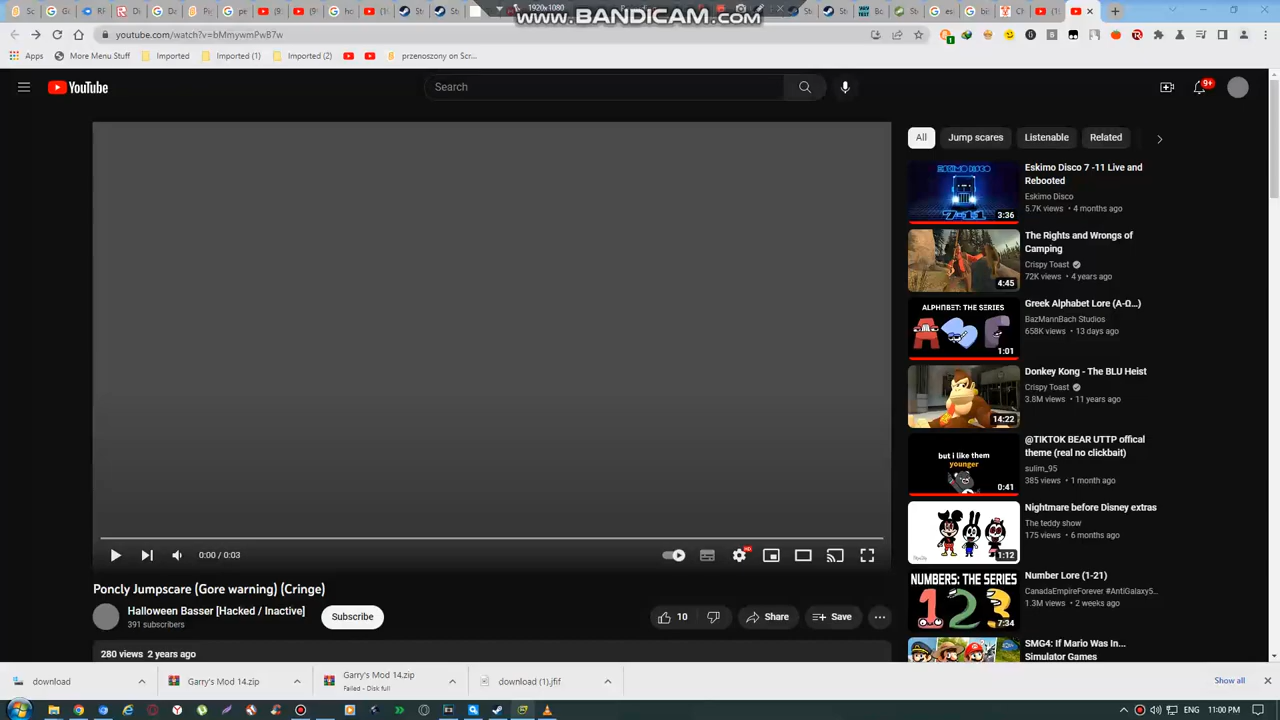 1920x1080
www.BANDICAM.com
youtube.com/watch?v=bMmywmPwB7w
Apps
More Menu Suggest
Imported
Imported (1)
Imported (2)
przenoszony on Scr...
YouTube
Search
9+
All
Jump scares
Listenable
Related
ESKIMO DISCO
7-11
3:36
Eskimo Disco 7 -11 Live and
Rebooted
Eskimo Disco
5.7K views • 4 months ago
4:45
The Rights and Wrongs of
Camping
Crispy Toast
72K views • 4 years ago
ALPHABET: THE SERIES
1:01
Greek Alphabet Lore (A-Ω...)
BazMannBach Studios
658K views • 13 days ago
14:22
Donkey Kong - The BLU Heist
Crispy Toast
3.8M views • 11 years ago
but i like them
younger
0:41
@TIKTOK BEAR UTTP offical
theme (real no clickbait)
sulim_95
385 views • 1 month ago
1:12
Nightmare before Disney extras
The teddy show
175 views • 6 months ago
NUMBERS: THE SERIES
7:34
Number Lore (1-21)
CanadaEmpireForever #AntiGalaxy5...
1.3M views • 2 weeks ago
SMG4: If Mario Was In...
Simulator Games
0:00 / 0:03
HD
Poncly Jumpscare (Gore warning) (Cringe)
Halloween Basser [Hacked / Inactive]
391 subscribers
Subscribe
10
Share
Save
280 views 2 years ago
download
Garry's Mod 14.zip
Garry's Mod 14.zip
Failed - Disk full
download (1).jfif
Show all
ENG
11:00 PM